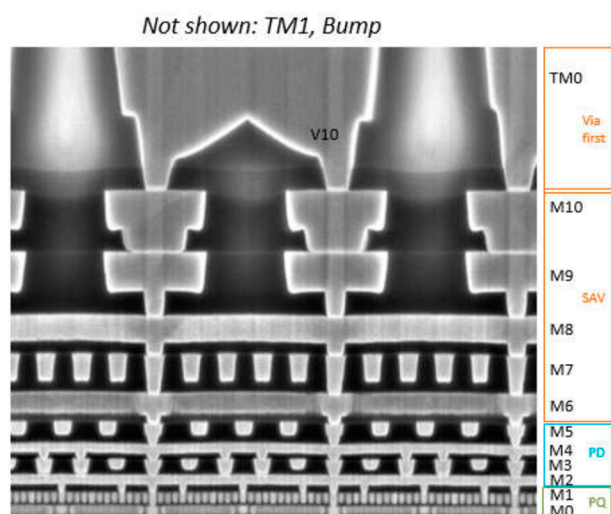 Not shown: TM1, Bump
TM0
Via
first
V10
M10
M9
SAV
M8
M7
M6
M5
M4
PD
M3
M2
M1
PQ
M0